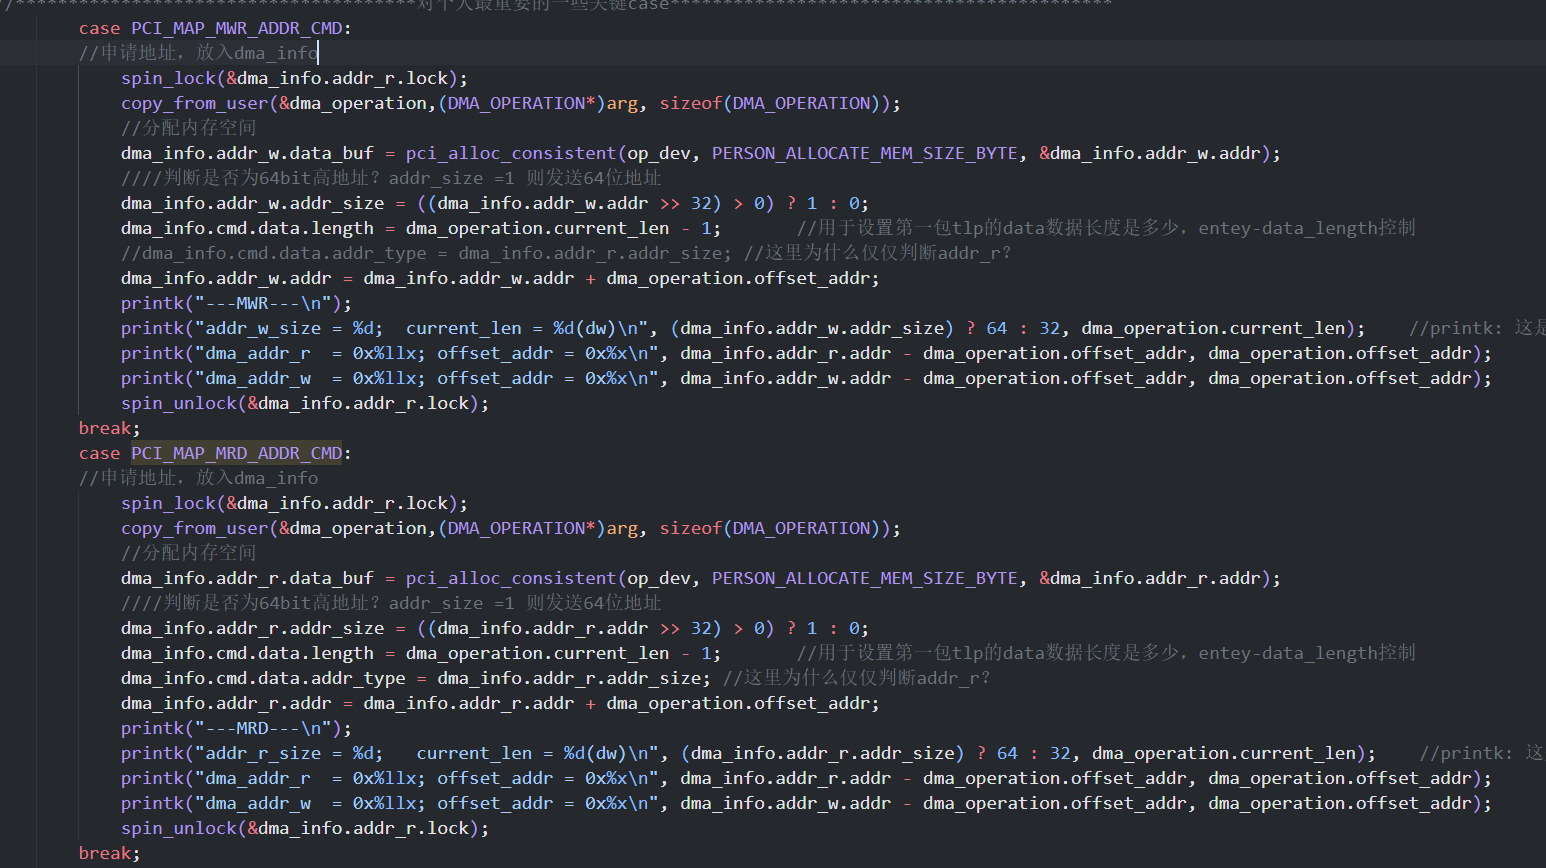 //**************************************对个人最重要的一些关键case******************************************
case PCI_MAP_MWR_ADDR_CMD:
//申请地址，放入dma_info
spin_lock(&dma_info.addr_r.lock);
copy_from_user(&dma_operation,(DMA_OPERATION*)arg, sizeof(DMA_OPERATION));
//分配内存空间
dma_info.addr_w.data_buf = pci_alloc_consistent(op_dev, PERSON_ALLOCATE_MEM_SIZE_BYTE, &dma_info.addr_w.addr);
////判断是否为64bit高地址？addr_size =1 则发送64位地址
dma_info.addr_w.addr_size = ((dma_info.addr_w.addr >> 32) > 0) ? 1 : 0;
dma_info.cmd.data.length = dma_operation.current_len - 1;       //用于设置第一包tlp的data数据长度是多少，entey-data_length控制
//dma_info.cmd.data.addr_type = dma_info.addr_r.addr_size; //这里为什么仅仅判断addr_r？
dma_info.addr_w.addr = dma_info.addr_w.addr + dma_operation.offset_addr;
printk("---MWR---\n");
printk("addr_w_size = %d;  current_len = %d(dw)\n", (dma_info.addr_w.addr_size) ? 64 : 32, dma_operation.current_len);    //printk: 这是
printk("dma_addr_r  = 0x%llx; offset_addr = 0x%x\n", dma_info.addr_r.addr - dma_operation.offset_addr, dma_operation.offset_addr);
printk("dma_addr_w  = 0x%llx; offset_addr = 0x%x\n", dma_info.addr_w.addr - dma_operation.offset_addr, dma_operation.offset_addr);
spin_unlock(&dma_info.addr_r.lock);
break;
case PCI_MAP_MRD_ADDR_CMD:
//申请地址，放入dma_info
spin_lock(&dma_info.addr_r.lock);
copy_from_user(&dma_operation,(DMA_OPERATION*)arg, sizeof(DMA_OPERATION));
//分配内存空间
dma_info.addr_r.data_buf = pci_alloc_consistent(op_dev, PERSON_ALLOCATE_MEM_SIZE_BYTE, &dma_info.addr_r.addr);
////判断是否为64bit高地址？addr_size =1 则发送64位地址
dma_info.addr_r.addr_size = ((dma_info.addr_r.addr >> 32) > 0) ? 1 : 0;
dma_info.cmd.data.length = dma_operation.current_len - 1;       //用于设置第一包tlp的data数据长度是多少，entey-data_length控制
dma_info.cmd.data.addr_type = dma_info.addr_r.addr_size; //这里为什么仅仅判断addr_r？
dma_info.addr_r.addr = dma_info.addr_r.addr + dma_operation.offset_addr;
printk("---MRD---\n");
printk("addr_r_size = %d;   current_len = %d(dw)\n", (dma_info.addr_r.addr_size) ? 64 : 32, dma_operation.current_len);    //printk: 这
printk("dma_addr_r  = 0x%llx; offset_addr = 0x%x\n", dma_info.addr_r.addr - dma_operation.offset_addr, dma_operation.offset_addr);
printk("dma_addr_w  = 0x%llx; offset_addr = 0x%x\n", dma_info.addr_w.addr - dma_operation.offset_addr, dma_operation.offset_addr);
spin_unlock(&dma_info.addr_r.lock);
break;